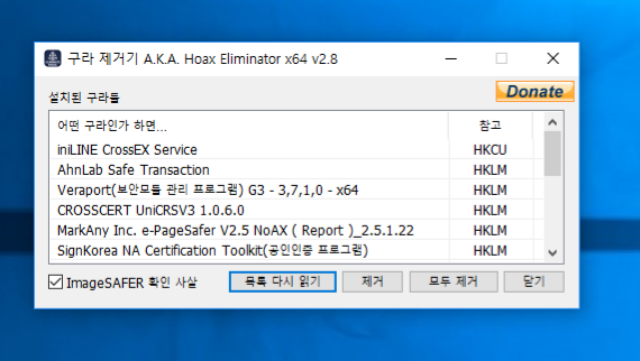 구라 제거기 A.K.A. Hoax Eliminator x64 v2.8
설치된 구라들
Donate
어떤 구라인가 하면... 참고
iniLINE CrossEX Service HKCU
AhnLab Safe Transaction HKLM
Veraport(보안모듈 관리 프로그램) G3 - 3,7,1,0 - x64 HKLM
CROSSCERT UniCRSV3 1.0.6.0 HKLM
MarkAny Inc. e-PageSafer V2.5 NoAX ( Report )_2.5.1.22 HKLM
SignKorea NA Certification Toolkit(공인인증 프로그램) HKLM
ImageSAFER 확인 사살 목록 다시 읽기 제거 모두 제거 닫기